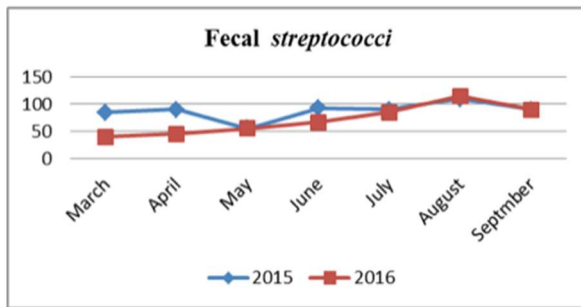 Fecal streptococci
150
100
50
0
March
April
May
June
July
August
Septmber
2015
2016